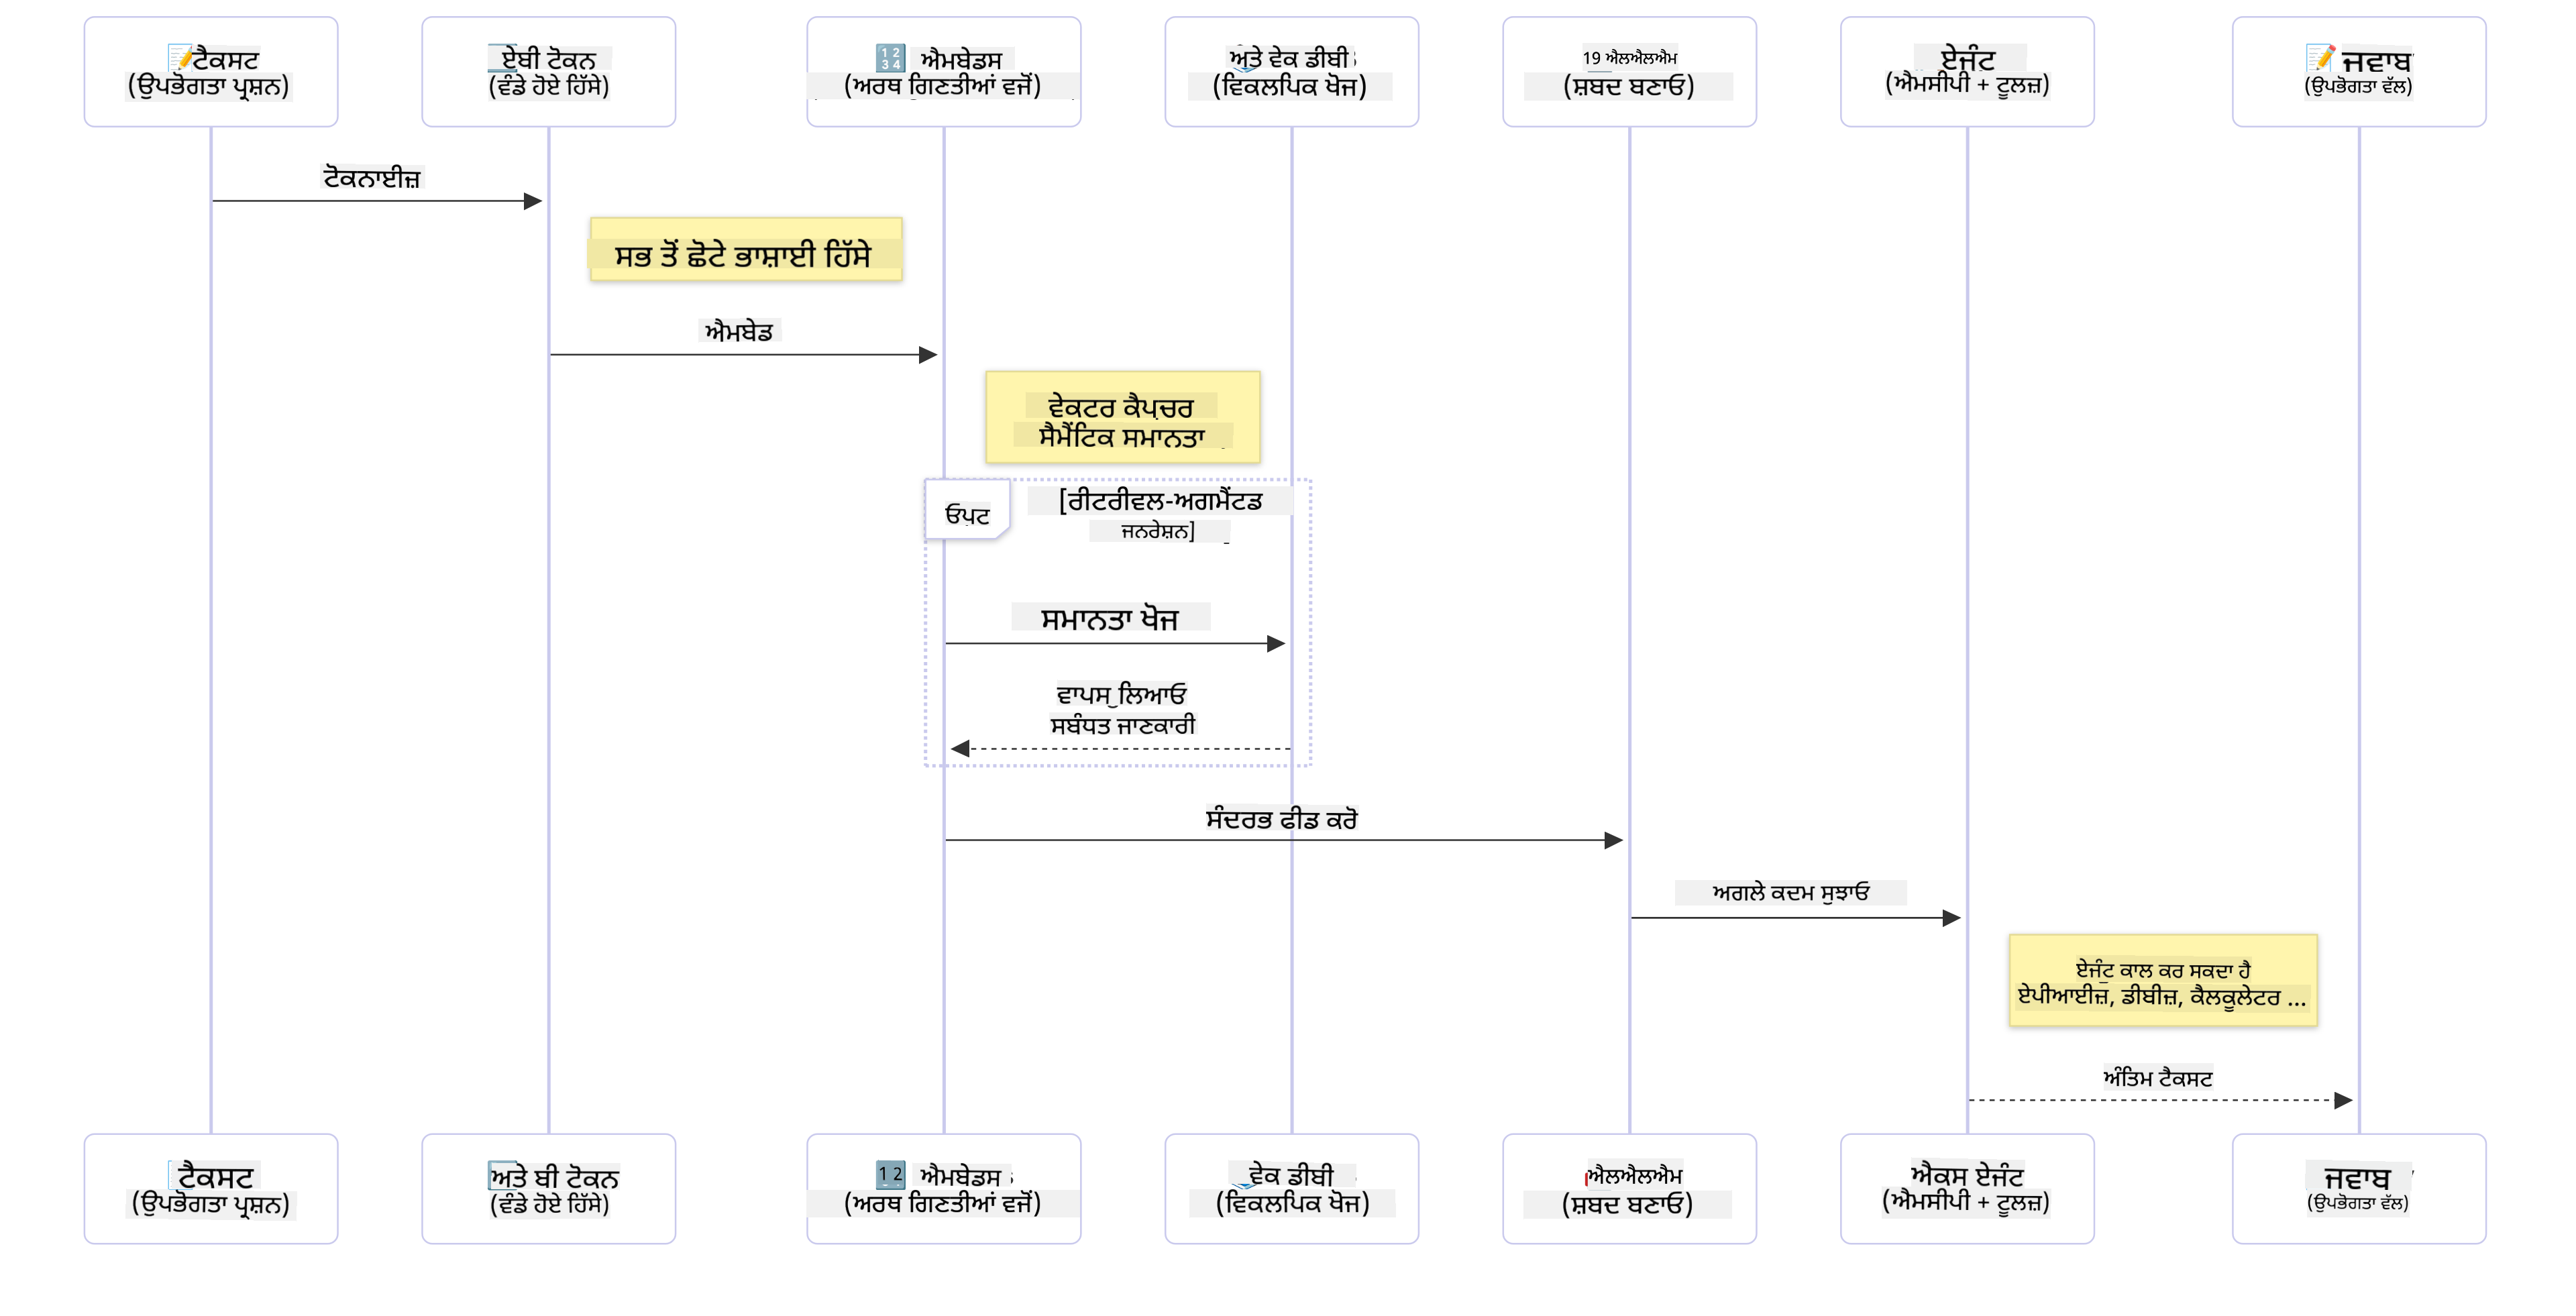 📝 ਟੈਕਸਟ
(ਉਪਭੋਗਤਾ ਪ੍ਰਸ਼ਨ)
ਏਬੀ ਟੋਕਨ
(ਵੰਡੇ ਹੋਏ ਹਿੱਸੇ)
🔢 ਐਮਬੇਡਸ
(ਅਰਥ ਗਿਣਤੀਆਂ ਵਜੋਂ)
ਅਤੇ ਵੇਕ ਡੀਬੀ
(ਵਿਕਲਪਿਕ ਖੋਜ)
19 ਐਲਐਲਐਮ
(ਸ਼ਬਦ ਬਣਾਓ)
ਏਜੰਟ
(ਐਮਸੀਪੀ + ਟੂਲਜ਼)
📝 ਜਵਾਬ
(ਉਪਭੋਗਤਾ ਵੱਲ)
ਟੋਕਨਾਈਜ਼
ਸਭ ਤੋਂ ਛੋਟੇ ਭਾਸ਼ਾਈ ਹਿੱਸੇ
ਐਮਬੇਡ
ਵੇਕਟਰ ਕੈਪਚਰ
ਸੈਮੈਂਟਿਕ ਸਮਾਨਤਾ
ਓਪਟ
[ਰੀਟਰੀਵਲ-ਅਗਮੈਂਟਡ
ਜਨਰੇਸ਼ਨ]
ਸਮਾਨਤਾ ਖੋਜ
ਵਾਪਸ ਲਿਆਓ
ਸਬੰਧਤ ਜਾਣਕਾਰੀ
ਸੰਦਰਭ ਫੀਡ ਕਰੋ
ਅਗਲੇ ਕਦਮ ਸੁਝਾਓ
ਏਜੰਟ ਕਾਲ ਕਰ ਸਕਦਾ ਹੈ
ਏਪੀਆਈਜ਼, ਡੀਬੀਜ਼, ਕੈਲਕੂਲੇਟਰ ...
ਅੰਤਿਮ ਟੈਕਸਟ
ਟੈਕਸਟ
(ਉਪਭੋਗਤਾ ਪ੍ਰਸ਼ਨ)
ਅਤੇ ਬੀ ਟੋਕਨ
(ਵੰਡੇ ਹੋਏ ਹਿੱਸੇ)
12 ਐਮਬੇਡਸ
(ਅਰਥ ਗਿਣਤੀਆਂ ਵਜੋਂ)
ਵੇਕ ਡੀਬੀ
(ਵਿਕਲਪਿਕ ਖੋਜ)
ਐਲਐਲਐਮ
(ਸ਼ਬਦ ਬਣਾਓ)
ਐਕਸ ਏਜੰਟ
(ਐਮਸੀਪੀ + ਟੂਲਜ਼)
ਜਵਾਬ
(ਉਪਭੋਗਤਾ ਵੱਲ)